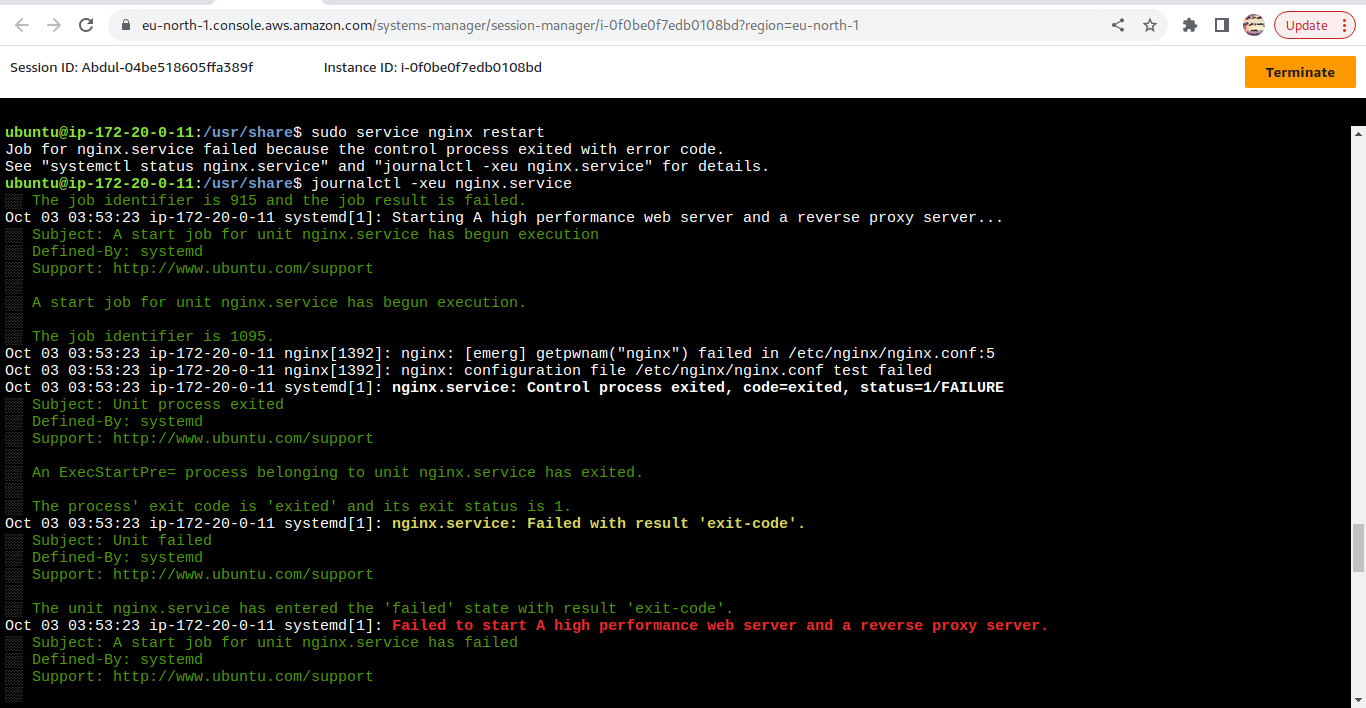 eu-north-1.console.aws.amazon.com/systems-manager/session-manager/i-0f0be0f7edb0108bd?region=eu-north-1
Update
Session ID: Abdul-04be518605ffa389f Instance ID: i-0f0be0f7edb0108bd
Terminate
ubuntu@ip-172-20-0-11:/usr/share$ sudo service nginx restart
Job for nginx.service failed because the control process exited with error code.
See "systemctl status nginx.service" and "journalctl -xeu nginx.service" for details.
ubuntu@ip-172-20-0-11:/usr/share$ journalctl -xeu nginx.service
░░ The job identifier is 915 and the job result is failed.
Oct 03 03:53:23 ip-172-20-0-11 systemd[1]: Starting A high performance web server and a reverse proxy server...
░░ Subject: A start job for unit nginx.service has begun execution
░░ Defined-By: systemd
░░ Support: http://www.ubuntu.com/support
░░
░░ A start job for unit nginx.service has begun execution.
░░
░░ The job identifier is 1095.
Oct 03 03:53:23 ip-172-20-0-11 nginx[1392]: nginx: [emerg] getpwnam("nginx") failed in /etc/nginx/nginx.conf:5
Oct 03 03:53:23 ip-172-20-0-11 nginx[1392]: nginx: configuration file /etc/nginx/nginx.conf test failed
Oct 03 03:53:23 ip-172-20-0-11 systemd[1]: nginx.service: Control process exited, code=exited, status=1/FAILURE
░░ Subject: Unit process exited
░░ Defined-By: systemd
░░ Support: http://www.ubuntu.com/support
░░
░░ An ExecStartPre= process belonging to unit nginx.service has exited.
░░
░░ The process' exit code is 'exited' and its exit status is 1.
Oct 03 03:53:23 ip-172-20-0-11 systemd[1]: nginx.service: Failed with result 'exit-code'.
░░ Subject: Unit failed
░░ Defined-By: systemd
░░ Support: http://www.ubuntu.com/support
░░
░░ The unit nginx.service has entered the 'failed' state with result 'exit-code'.
Oct 03 03:53:23 ip-172-20-0-11 systemd[1]: Failed to start A high performance web server and a reverse proxy server.
░░ Subject: A start job for unit nginx.service has failed
░░ Defined-By: systemd
░░ Support: http://www.ubuntu.com/support
░░